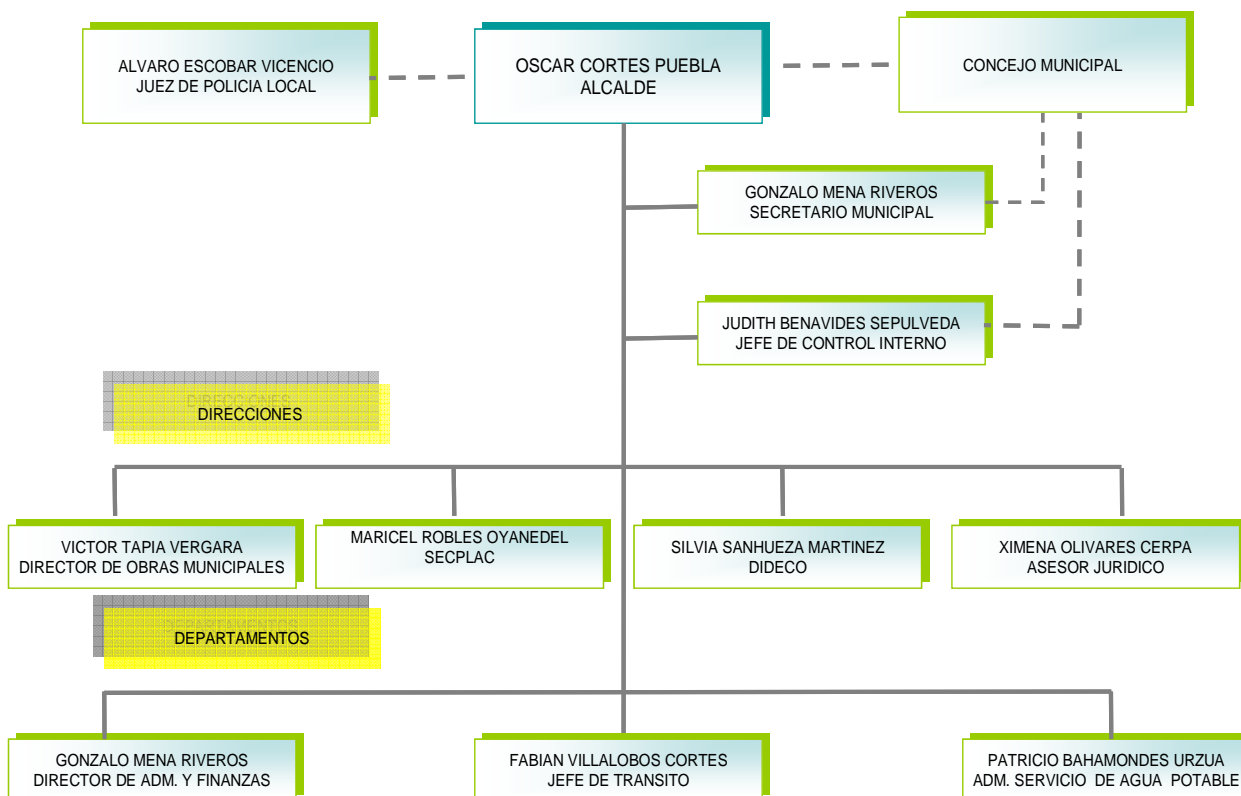 ALVARO ESCOBAR VICENCIO
JUEZ DE POLICIA LOCAL
OSCAR CORTES PUEBLA
ALCALDE
CONCEJO MUNICIPAL
GONZALO MENA RIVEROS
SECRETARIO MUNICIPAL
JUDITH BENAVIDES SEPULVEDA
JEFE DE CONTROL INTERNO
DIRECCIONES
DIRECCIONES
VICTOR TAPIA VERGARA
DIRECTOR DE OBRAS MUNICIPALES
MARICEL ROBLES OYANEDEL
SECPLAC
SILVIA SANHUEZA MARTINEZ
DIDECO
XIMENA OLIVARES CERPA
ASESOR JURIDICO
DEPARTAMENTOS
DEPARTAMENTOS
GONZALO MENA RIVEROS
DIRECTOR DE ADM. Y FINANZAS
FABIAN VILLALOBOS CORTES
JEFE DE TRANSITO
PATRICIO BAHAMONDES URZUA
ADM. SERVICIO DE AGUA POTABLE